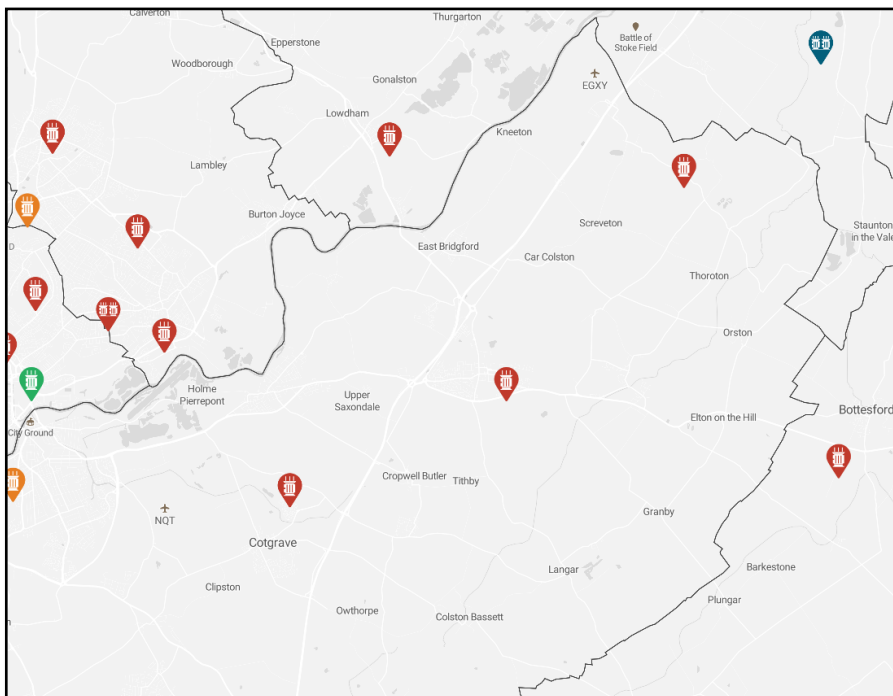 Calverton
Thurgarton
Epperstone
Battle of
Stoke Field
Woodborough
Gonalston
EGXY
Lowdham
Kneeton
Lambley
Burton Joyce
Screveton
Staunton
in the Vale
D
East Bridgford
Car Colston
Thoroton
Orston
Holme
Pierrepont
Upper
Saxondale
Bottesford
Elton on the Hill
City Ground
Cropwell Butler
Tithby
NQT
Granby
Cotgrave
Langar
Barkestone
Clipston
Plungar
Owthorpe
Colston Bassett